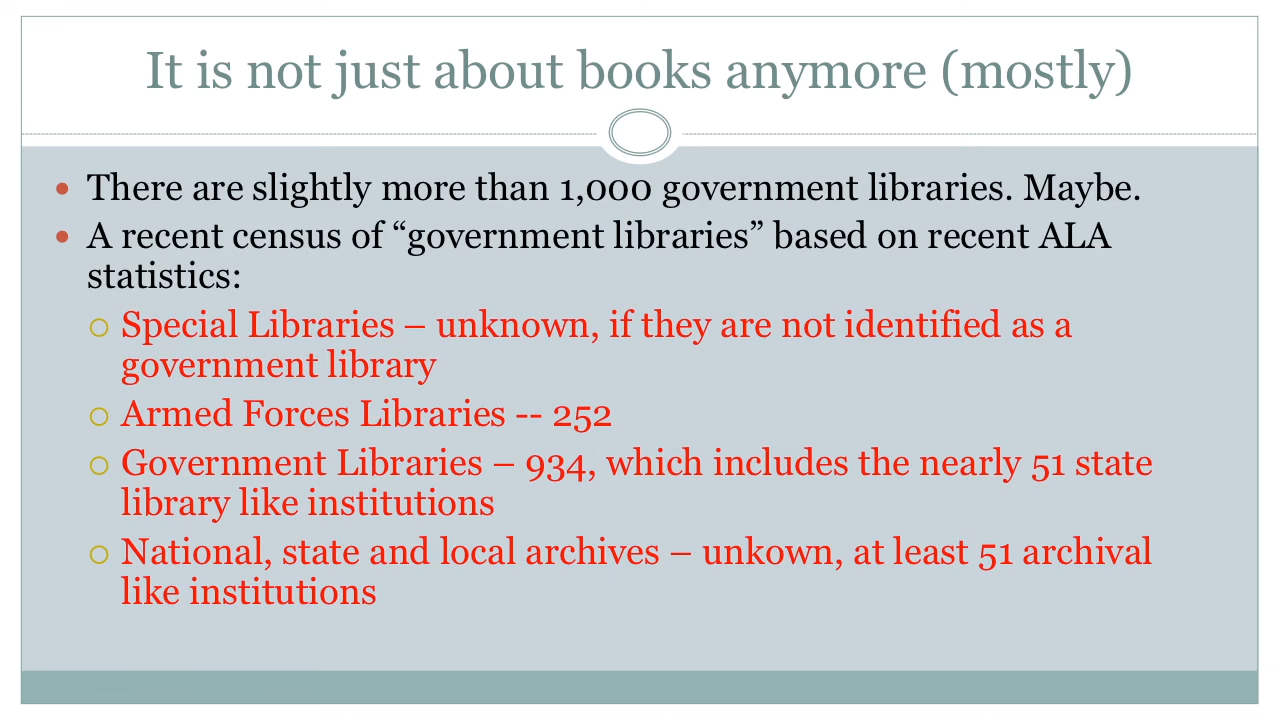 It is not just about books anymore (mostly)
• There are slightly more than 1,000 government libraries. Maybe.
• A recent census of “government libraries” based on recent ALA
statistics:
○ Special Libraries – unknown, if they are not identified as a
government library
○ Armed Forces Libraries -- 252
○ Government Libraries – 934, which includes the nearly 51 state
library like institutions
○ National, state and local archives – unkown, at least 51 archival
like institutions